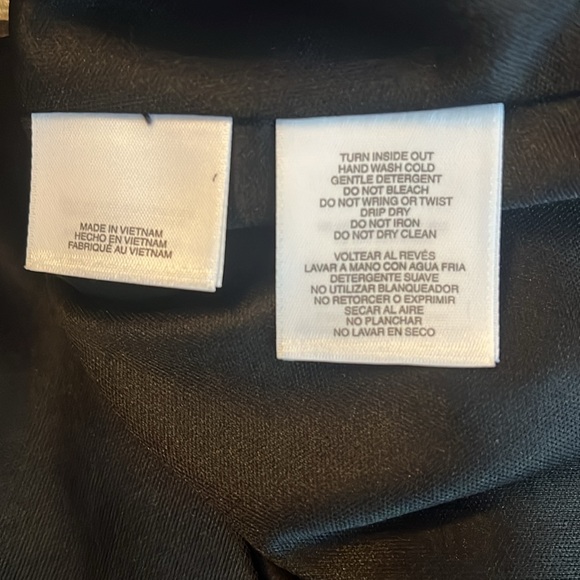 MADE IN VIETNAM
HECHO EN VIETNAM
FABRIQUÉ AU VIETNAM
TURN INSIDE OUT
HAND WASH COLD
GENTLE DETERGENT
DO NOT BLEACH
DO NOT WRING OR TWIST
DRIP DRY
DO NOT IRON
DO NOT DRY CLEAN
VOLTEAR AL REVÉS
LAVAR A MANO CON AGUA FRIA
DETERGENTE SUAVE
NO UTILIZAR BLANQUEADOR
NO RETORCER O EXPRIMIR
SECAR AL AIRE
NO PLANCHAR
NO LAVAR EN SECO